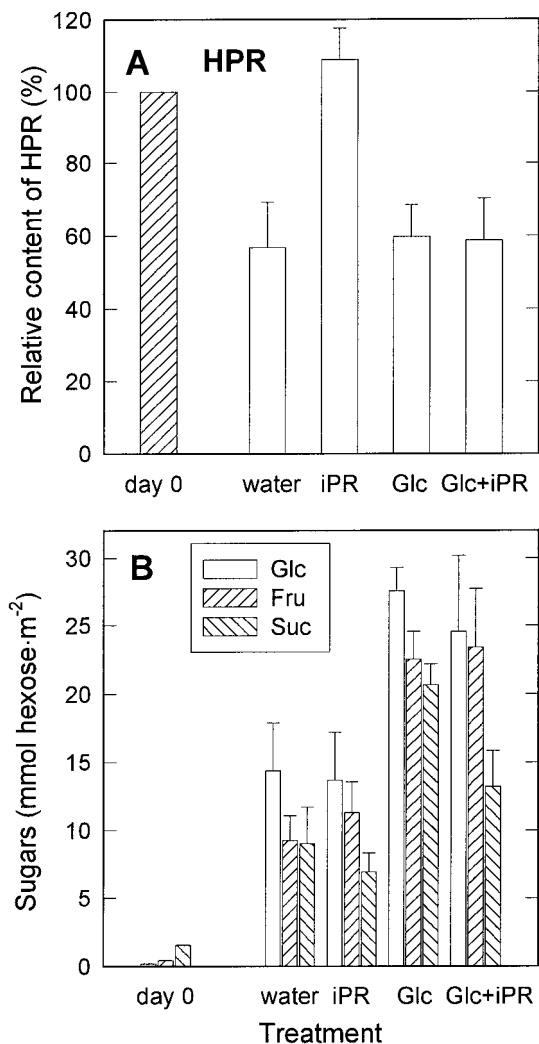 120
A HPR
100
80
60
40
20
0
Relative content of HPR (%)
day 0 water iPR Glc Glc+iPR
30
B
Glc
Fru
Suc
25
20
15
10
5
0
Sugars (mmol hexose·m-2)
day 0 water iPR Glc Glc+iPR
Treatment